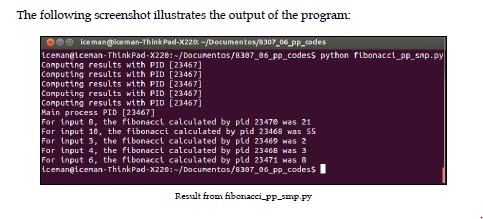 The following screenshot illustrates the output of the program:
iceman@iceman-ThinkPad-X220: ~/Documentos/8307_06_pp_codes
iceman@iceman-ThinkPad-X220:~/Documentos/8307_06_pp_codes$ python fibonacci_pp_smp.py
Computing results with PID [23467]
Computing results with PID [23467]
Computing results with PID [23467]
Computing results with PID [23467]
Computing results with PID [23467]
Main process PID [23467]
For input 8, the fibonacci calculated by pid 23470 was 21
For input 10, the fibonacci calculated by pid 23468 was 55
For input 3, the fibonacci calculated by pid 23469 was 2
For input 4, the fibonacci calculated by pid 23468 was 3
For input 6, the fibonacci calculated by pid 23471 was 8
iceman@iceman-ThinkPad-X220:~/Documentos/8307_06_pp_codes$
Result from fibonacci_pp_smp.py
.